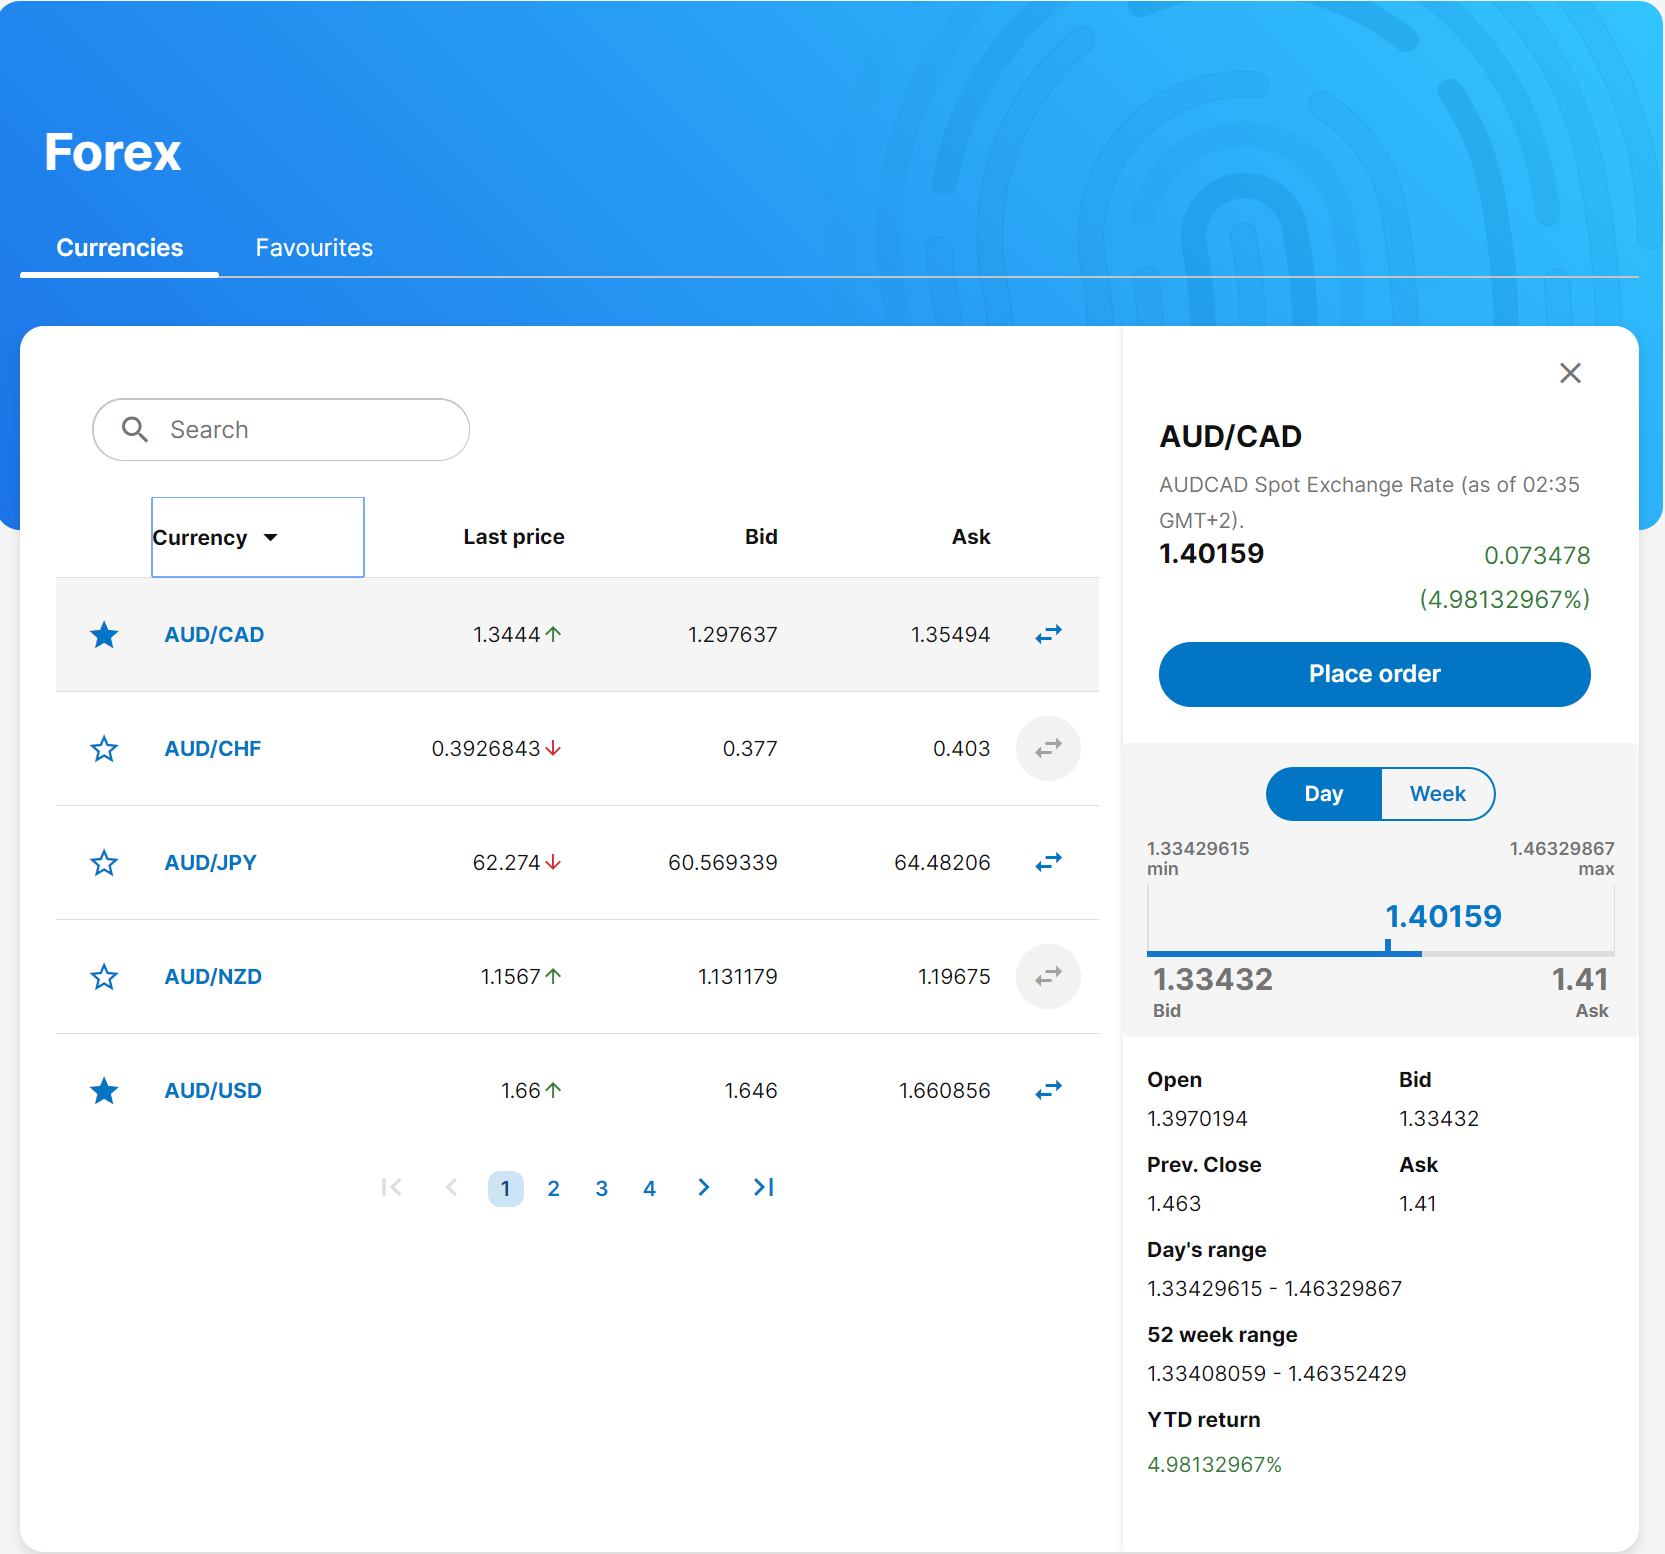 Forex
Currencies Favourites
Search
Currency Last price Bid Ask
AUD/CAD 1.3444 1.297637 1.35494
AUD/CHF 0.3926843 0.377 0.403
AUD/JPY 62.274 60.569339 64.48206
AUD/NZD 1.1567 1.131179 1.19675
AUD/USD 1.66 1.646 1.660856
1 2 3 4
AUD/CAD
AUDCAD Spot Exchange Rate (as of 02:35
GMT+2).
1.40159 0.073478
(4.98132967%)
Place order
Day Week
1.33429615 1.46329867
min max
1.40159
1.33432 1.41
Bid Ask
Open Bid
1.3970194 1.33432
Prev. Close Ask
1.463 1.41
Day's range
1.33429615 - 1.46329867
52 week range
1.33408059 - 1.46352429
YTD return
4.98132967%